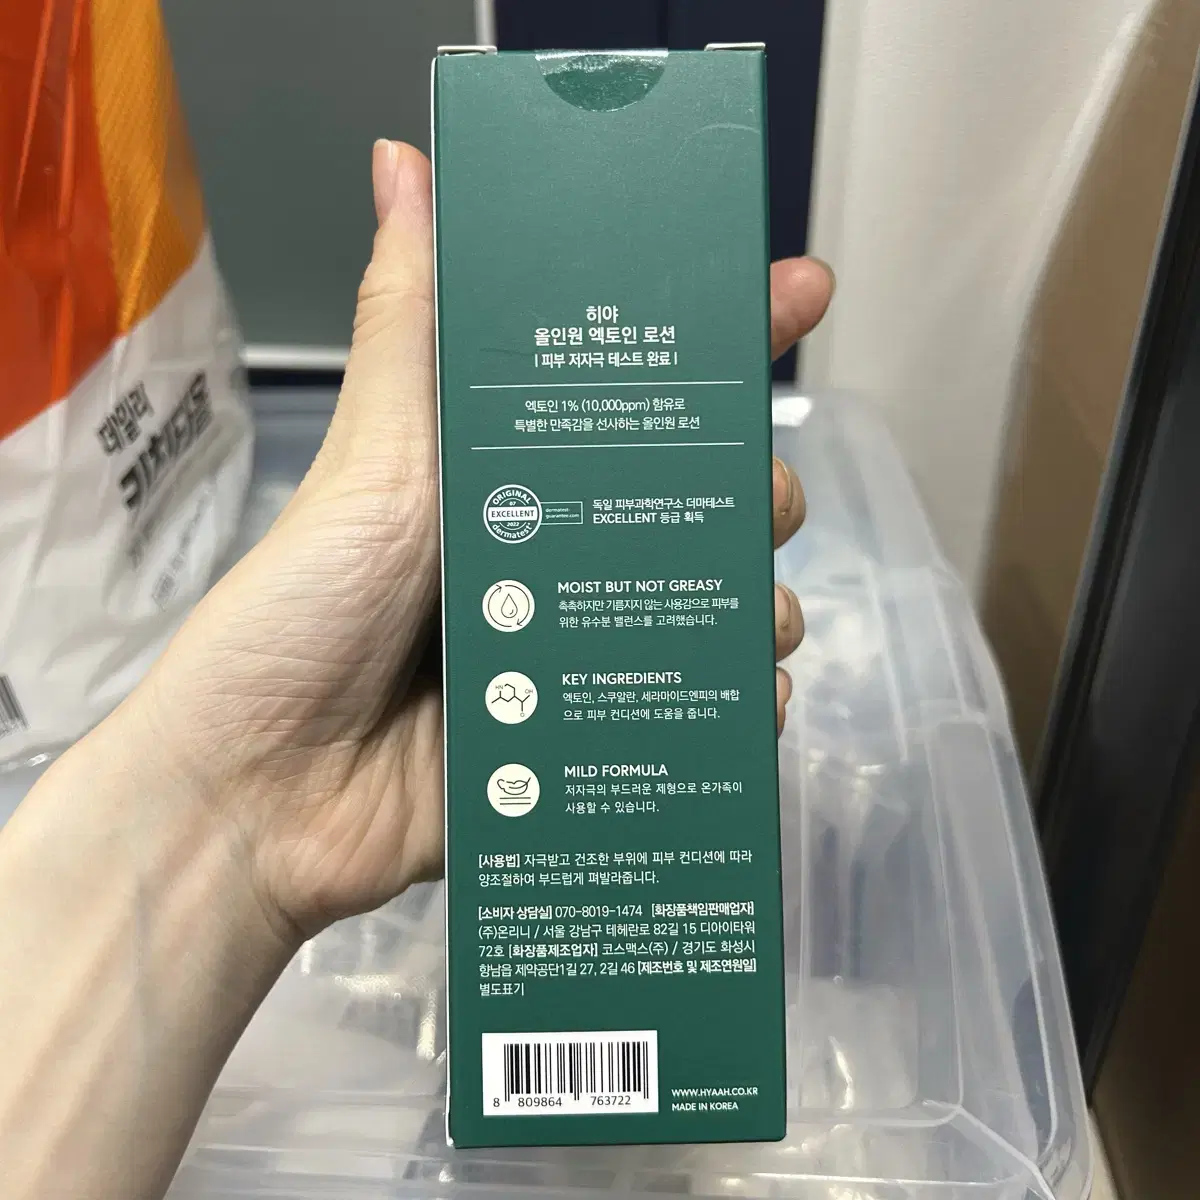 데일리
키친타올
히야
올인원 엑토인 로션
| 피부 저자극 테스트 완료 |
엑토인 1% (10,000ppm) 함유로
특별한 만족감을 선사하는 올인원 로션
ORIGINAL
07
EXCELLENT
2022
dermatest®
dermatest-
guarantee.com
독일 피부과학연구소 더마테스트
EXCELLENT 등급 획득
MOIST BUT NOT GREASY
촉촉하지만 기름지지 않는 사용감으로 피부를
위한 유수분 밸런스를 고려했습니다.
HN
OH
O
KEY INGREDIENTS
엑토인, 스쿠알란, 세라마이드엔피의 배합
으로 피부 컨디션에 도움을 줍니다.
MILD FORMULA
저자극의 부드러운 제형으로 온가족이
사용할 수 있습니다.
[사용법] 자극받고 건조한 부위에 피부 컨디션에 따라
양조절하여 부드럽게 펴발라줍니다.
[소비자 상담실] 070-8019-1474 [화장품책임판매업자]
(주)온리니 / 서울 강남구 테헤란로 82길 15 디아이타워
72호 [화장품제조업자] 코스맥스(주) / 경기도 화성시
향남읍 제약공단1길 27, 2길 46 [제조번호 및 제조연원일]
별도표기
8 809864 763722
WWW.HYAAH.CO.KR
MADE IN KOREA